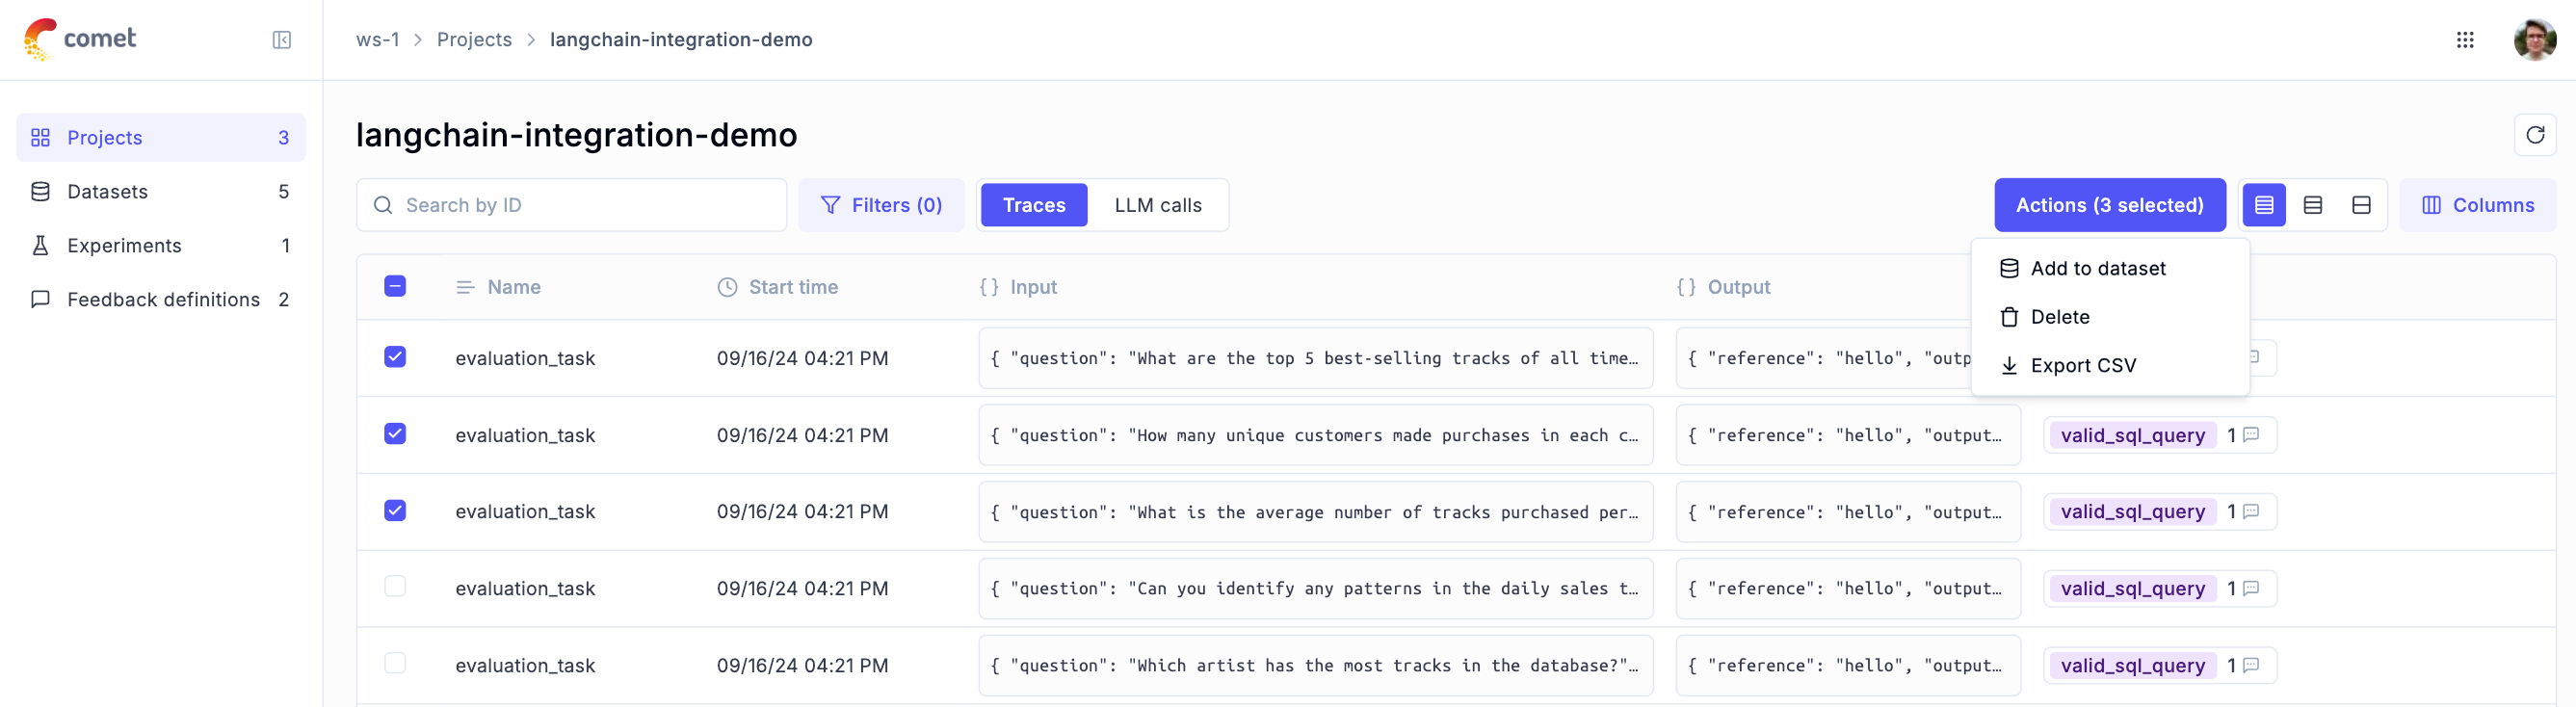 comet
ws-1 > Projects > langchain-integration-demo
Projects 3
Datasets 5
Experiments 1
Feedback definitions 2
langchain-integration-demo
Search by ID
Filters (0)
Traces
LLM calls
Actions (3 selected)
Columns
Add to dataset
Delete
Export CSV
Name
Start time
{} Input
{} Output
evaluation_task 09/16/24 04:21 PM { "question": "What are the top 5 best-selling tracks of all time… { "reference": "hello", "outp
evaluation_task 09/16/24 04:21 PM { "question": "How many unique customers made purchases in each c… { "reference": "hello", "output… valid_sql_query 1
evaluation_task 09/16/24 04:21 PM { "question": "What is the average number of tracks purchased per… { "reference": "hello", "output… valid_sql_query 1
evaluation_task 09/16/24 04:21 PM { "question": "Can you identify any patterns in the daily sales t… { "reference": "hello", "output… valid_sql_query 1
evaluation_task 09/16/24 04:21 PM { "question": "Which artist has the most tracks in the database?"… { "reference": "hello", "output… valid_sql_query 1